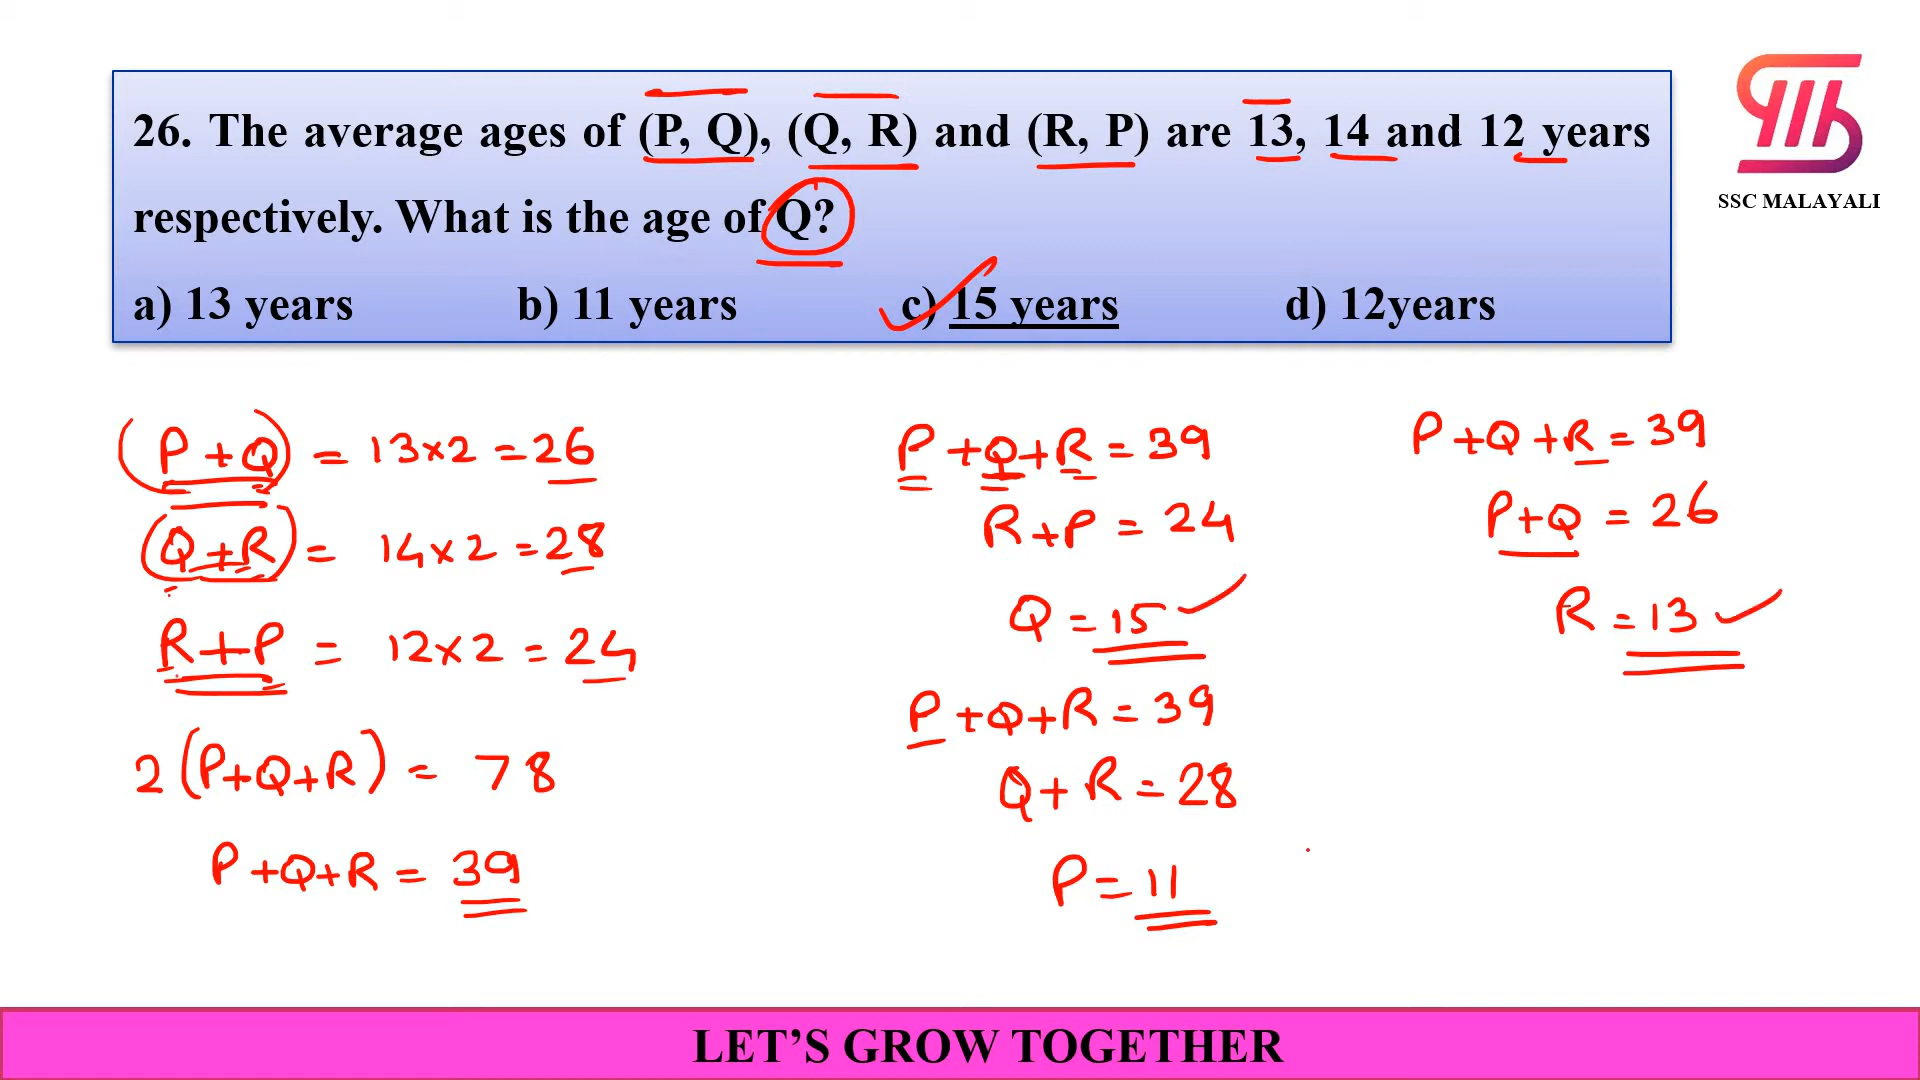 26. The average ages of (P, Q), (Q, R) and (R, P) are 13, 14 and 12 years
respectively. What is the age of Q?
a) 13 years b) 11 years c) 15 years d) 12years
SSC MALAYALI
(P+Q) = 13×2 = 26
(Q+R) = 14×2 = 28
R+P = 12×2 = 24
2(P+Q+R) = 78
P+Q+R = 39
P+Q+R = 39
R+P = 24
Q = 15
P+Q+R = 39
Q+R = 28
P = 11
P+Q+R = 39
P+Q = 26
R = 13
LET’S GROW TOGETHER